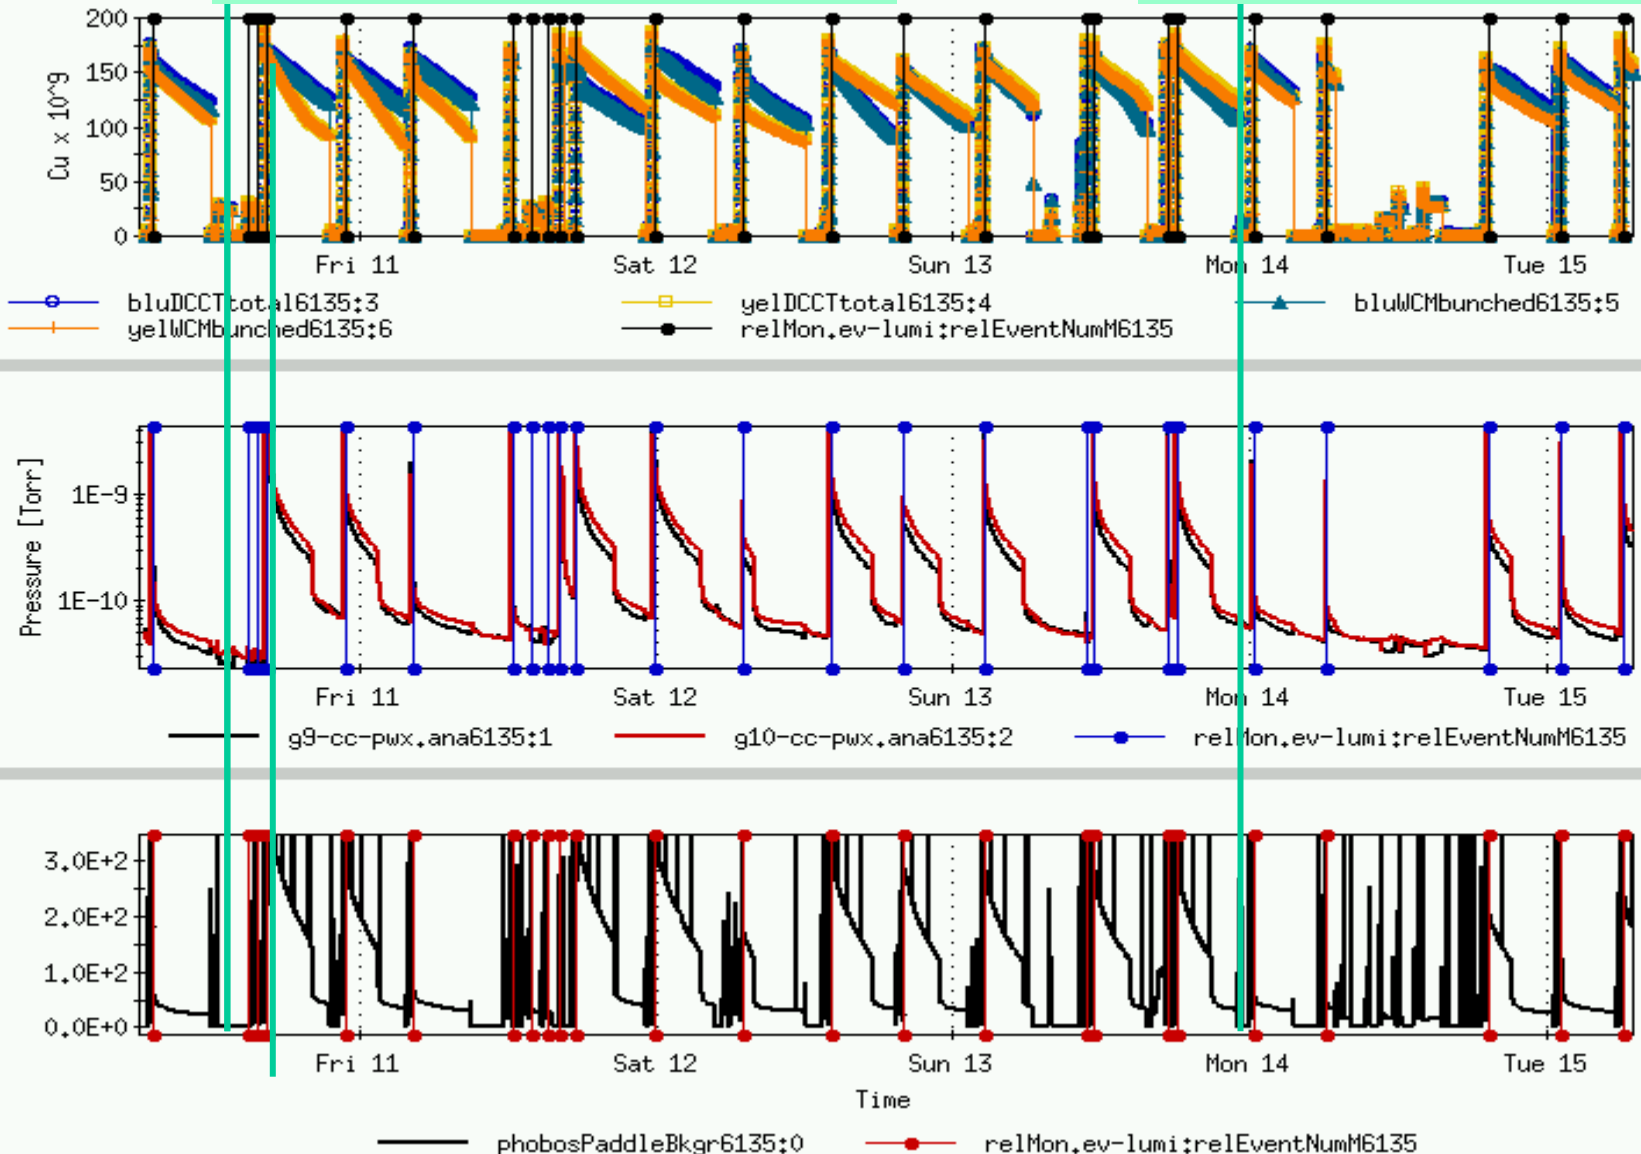 200
150
100
50
0
Cu x 10^9
Fri 11 Sat 12 Sun 13 Mon 14 Tue 15
bluDCCTtotal6135:3 yelDCCTtotal6135:4 bluWCMbunched6135:5
yelWCMbunched6135:6 relMon.ev-lumi:relEventNumM6135
1E-9
1E-10
Pressure [Torr]
Fri 11 Sat 12 Sun 13 Mon 14 Tue 15
g9-cc-pwx.ana6135:1 g10-cc-pwx.ana6135:2 relMon.ev-lumi:relEventNumM6135
3.0E+2
2.0E+2
1.0E+2
0.0E+0
Fri 11 Sat 12 Sun 13 Mon 14 Tue 15
Time
phobosPaddleBkgr6135:0 relMon.ev-lumi:relEventNumM6135